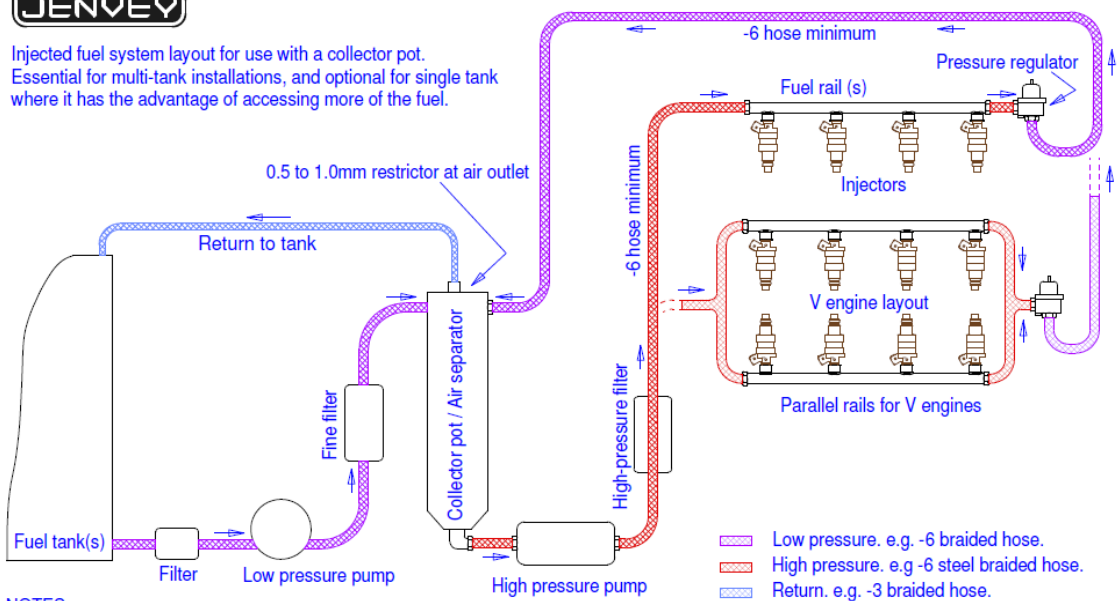 JENVEY
Injected fuel system layout for use with a collector pot.
Essential for multi-tank installations, and optional for single tank
where it has the advantage of accessing more of the fuel.
-6 hose minimum
Pressure regulator
Fuel rail (s)
0.5 to 1.0mm restrictor at air outlet
Injectors
-6 hose minimum
Return to tank
V engine layout
Collector pot / Air separator
Fine filter
High-pressure filter
Parallel rails for V engines
Fuel tank(s)
Filter
Low pressure pump
High pressure pump
Low pressure. e.g. -6 braided hose.
High pressure. e.g -6 steel braided hose.
Return. e.g. -3 braided hose.
NOTES